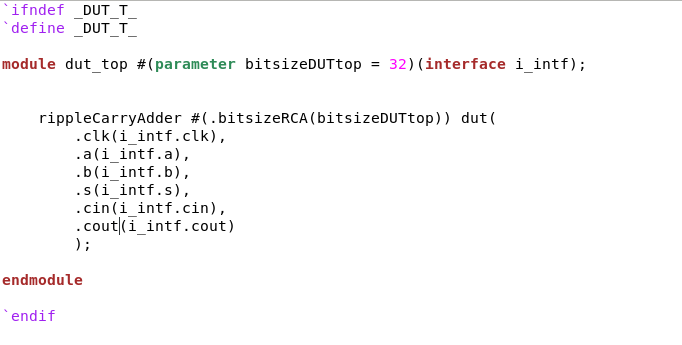 `ifndef _DUT_T_
`define _DUT_T_
module dut_top #(parameter bitsizeDUTtop = 32)(interface i_intf);
rippleCarryAdder #(.bitsizeRCA(bitsizeDUTtop)) dut(
.clk(i_intf.clk),
.a(i_intf.a),
.b(i_intf.b),
.s(i_intf.s),
.cin(i_intf.cin),
.cout(i_intf.cout)
);
endmodule
`endif